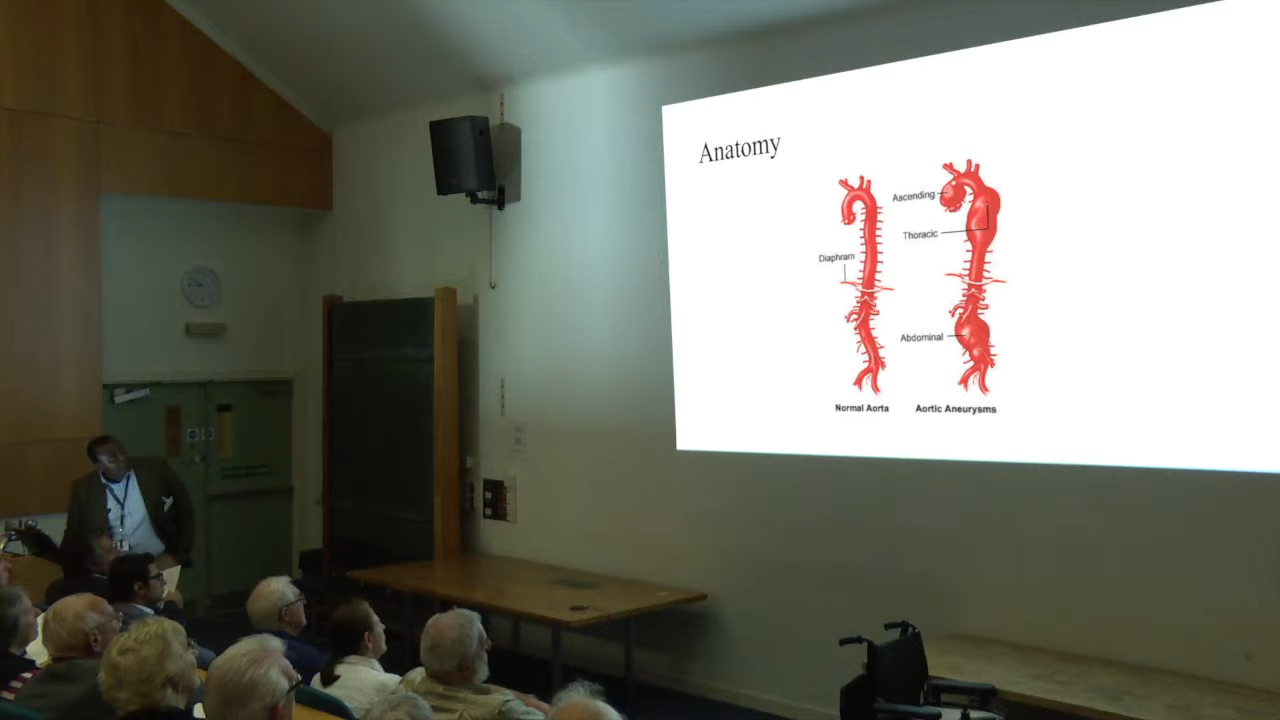 Anatomy
Ascending
Thoracic
Diaphram
Abdominal
Normal Aorta
Aortic Aneurysms